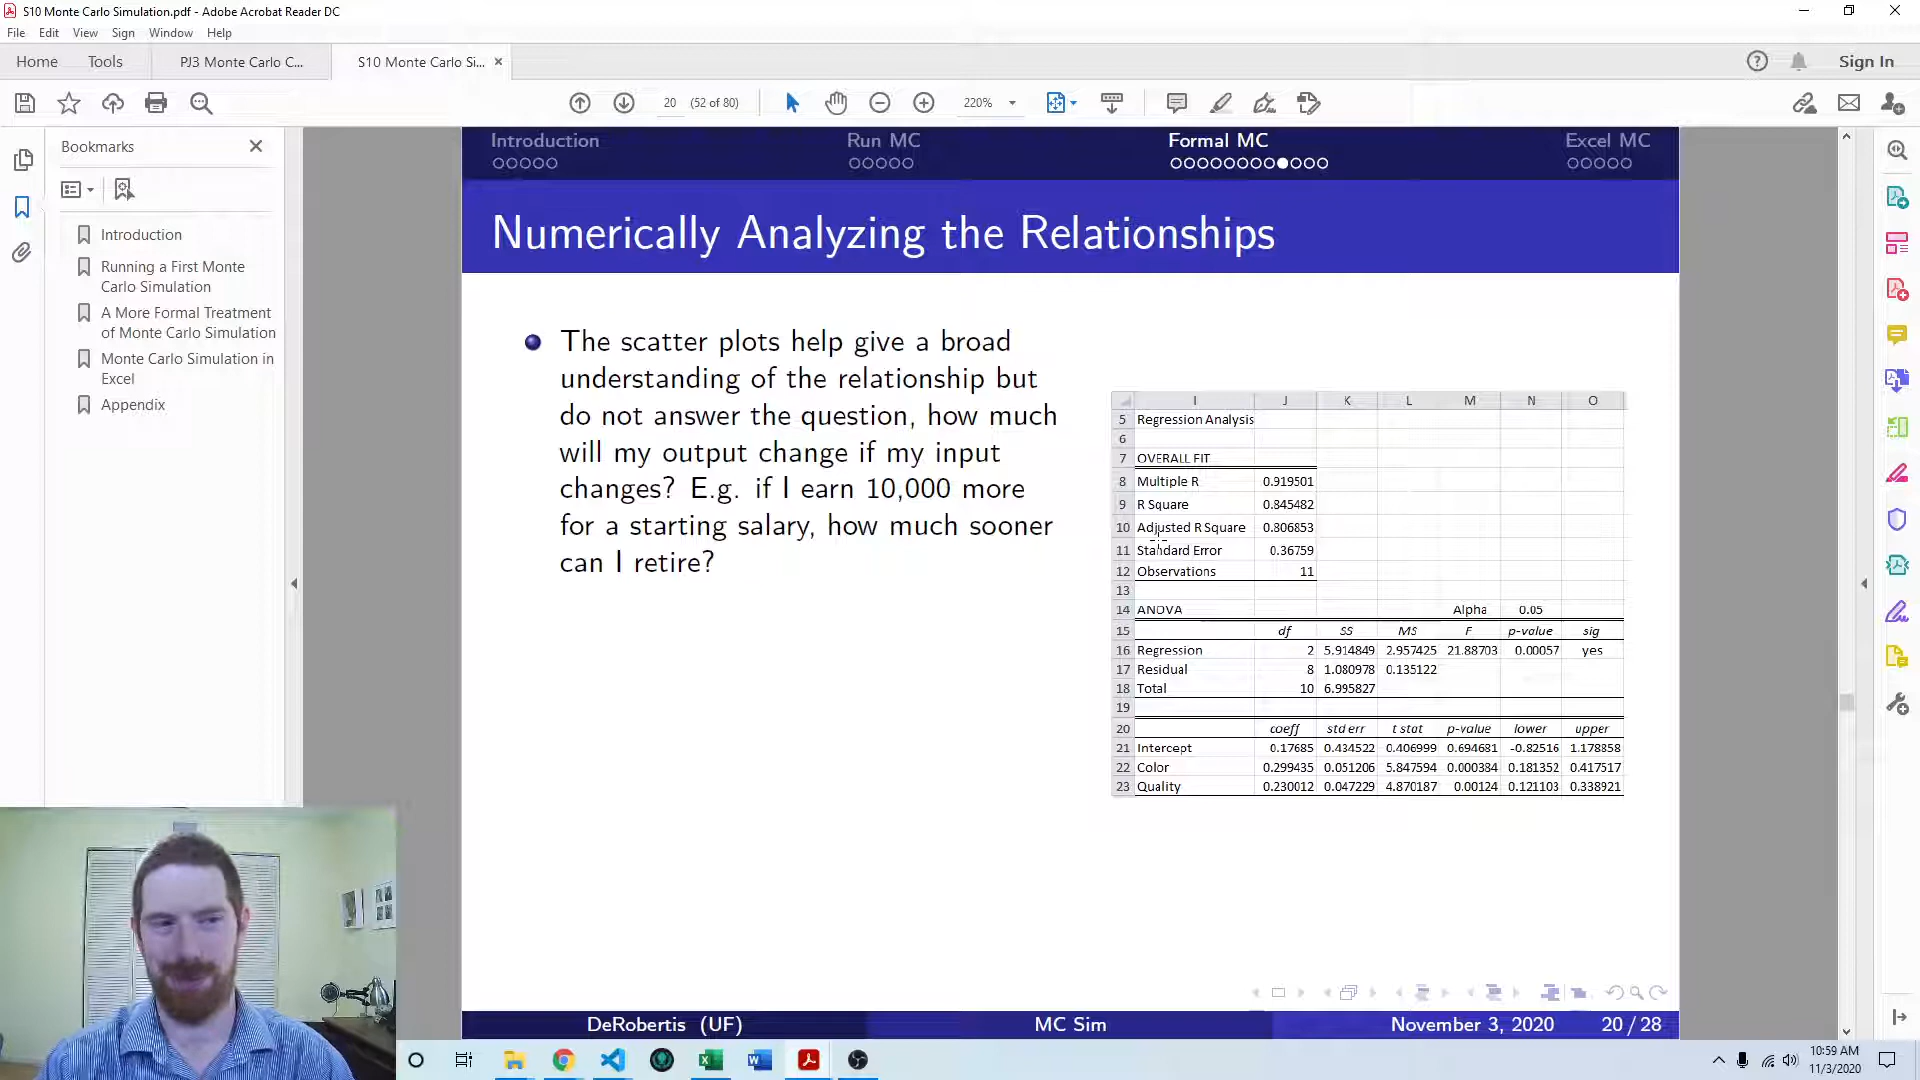 S10 Monte Carlo Simulation.pdf - Adobe Acrobat Reader DC
File Edit View Sign Window Help
Home Tools PJ3 Monte Carlo C... S10 Monte Carlo Si... Sign In
20 (52 of 80) 220%
Bookmarks
Introduction
Running a First Monte
Carlo Simulation
A More Formal Treatment
of Monte Carlo Simulation
Monte Carlo Simulation in
Excel
Appendix
Introduction Run MC Formal MC Excel MC
Numerically Analyzing the Relationships
The scatter plots help give a broad
understanding of the relationship but
do not answer the question, how much
will my output change if my input
changes? E.g. if I earn 10,000 more
for a starting salary, how much sooner
can I retire?
I J K L M N O
5 Regression Analysis
6
7 OVERALL FIT
8 Multiple R 0.919501
9 R Square 0.845482
10 Adjusted R Square 0.806853
11 Standard Error 0.36759
12 Observations 11
13
14 ANOVA Alpha 0.05
15 df SS MS F p-value sig
16 Regression 2 5.914849 2.957425 21.88703 0.00057 yes
17 Residual 8 1.080978 0.135122
18 Total 10 6.995827
19
20 coeff std err t stat p-value lower upper
21 Intercept 0.17685 0.434522 0.406999 0.694681 -0.82516 1.178858
22 Color 0.299435 0.051206 5.847594 0.000384 0.181352 0.417517
23 Quality 0.230012 0.047229 4.870187 0.00124 0.121103 0.338921
DeRobertis (UF) MC Sim November 3, 2020 20 / 28
10:59 AM
11/3/2020